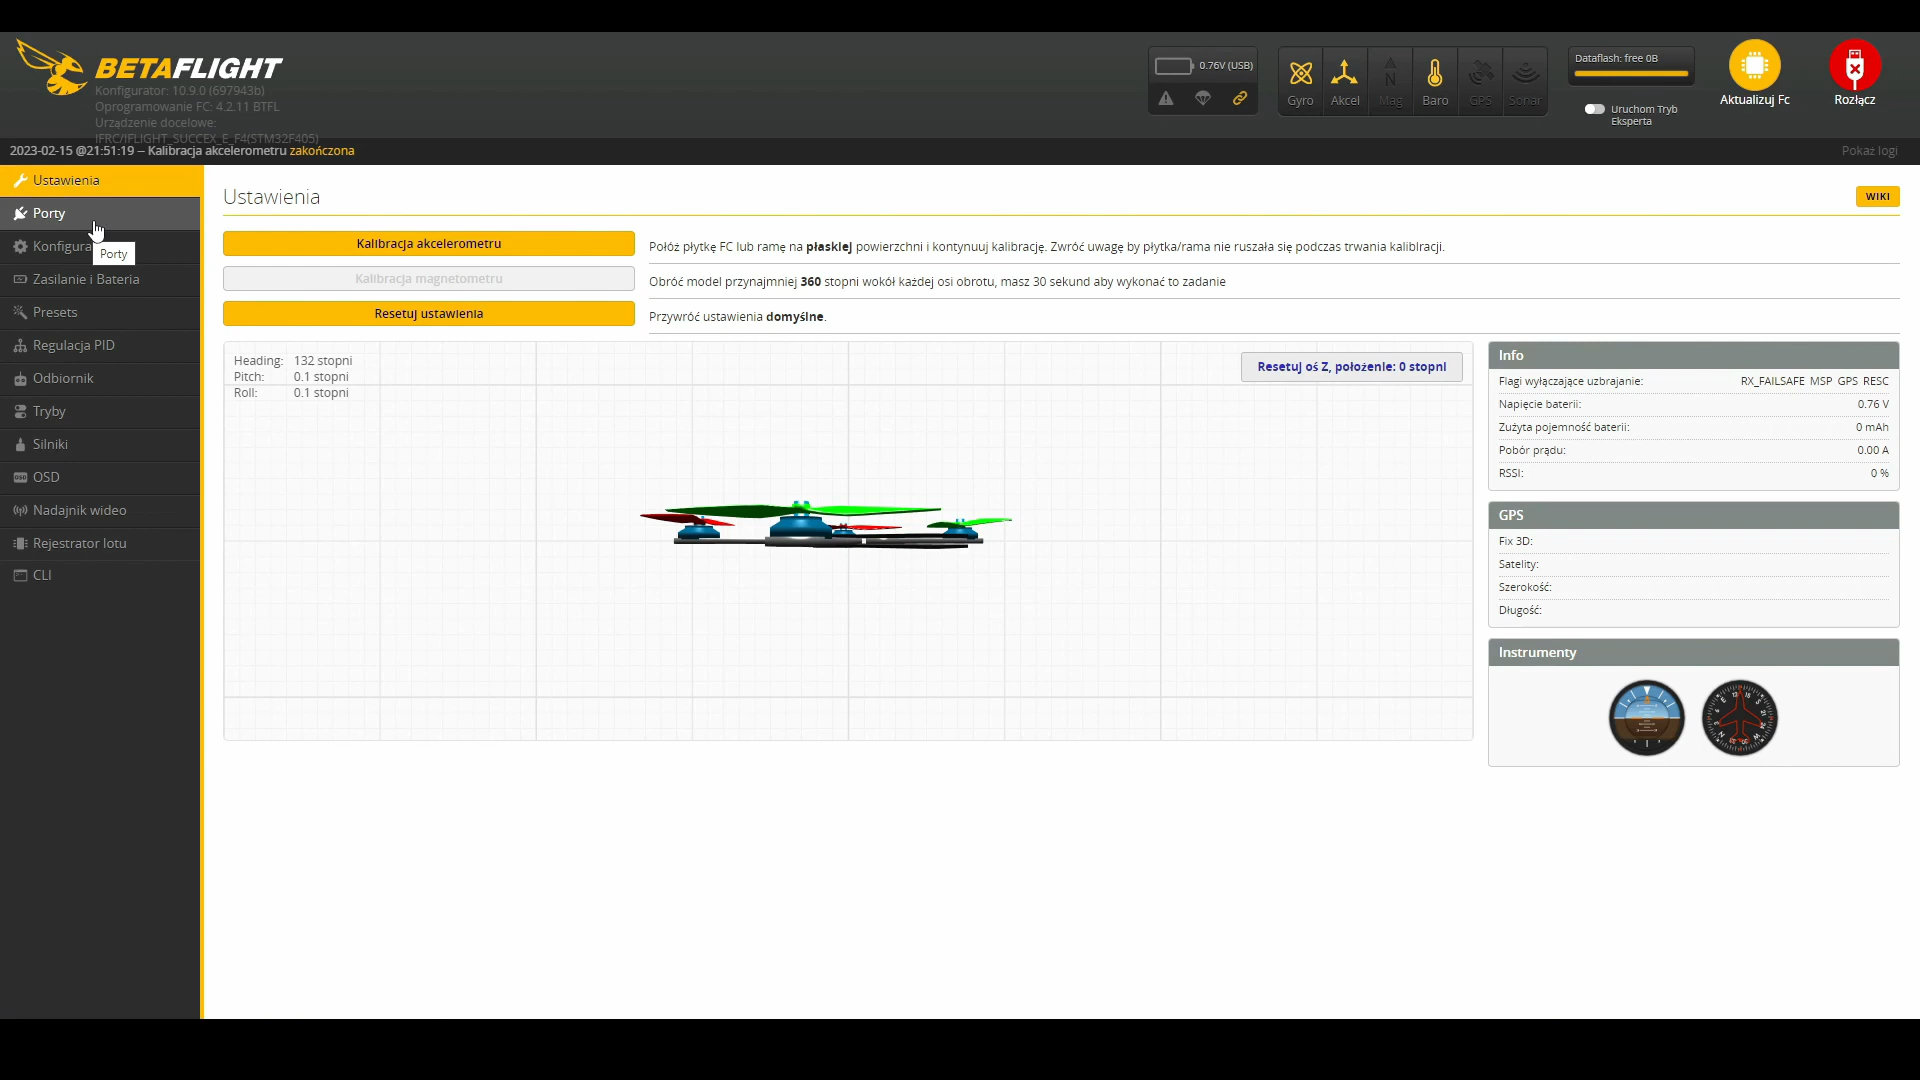 BETAFLIGHT
Konfigurator: 10.9.0 (697943b)
Oprogramowanie FC: 4.2.11 BTFL
Urządzenie docelowe:
IFRC/IFLIGHT_SUCCEX_E_F4(STM32F405)
0.76V (USB)
Gyro
Akcel
Mag
Baro
GPS
Sonar
Dataflash: free 0B
Uruchom Tryb
Eksperta
Aktualizuj Fc
Rozłącz
2023-02-15 @21:51:19 -- Kalibracja akcelerometru zakończona
Pokaż logi
Ustawienia
Porty
Konfigura
Porty
Zasilanie i Bateria
Presets
Regulacja PID
Odbiornik
Tryby
Silniki
OSD
Nadajnik wideo
Rejestrator lotu
CLI
Ustawienia
WIKI
Kalibracja akcelerometru
Połóż płytkę FC lub ramę na płaskiej powierzchni i kontynuuj kalibrację. Zwróć uwagę by płytka/rama nie ruszała się podczas trwania kaliblracji.
Kalibracja magnetometru
Obróć model przynajmniej 360 stopni wokół każdej osi obrotu, masz 30 sekund aby wykonać to zadanie
Resetuj ustawienia
Przywróć ustawienia domyślne.
Heading: 132 stopni
Pitch: 0.1 stopni
Roll: 0.1 stopni
Resetuj oś Z, położenie: 0 stopni
Info
Flagi wyłączające uzbrajanie: RX_FAILSAFE MSP GPS RESC
Napięcie baterii: 0.76 V
Zużyta pojemność baterii: 0 mAh
Pobór prądu: 0.00 A
RSSI: 0 %
GPS
Fix 3D:
Satelity:
Szerokość:
Długość:
Instrumenty